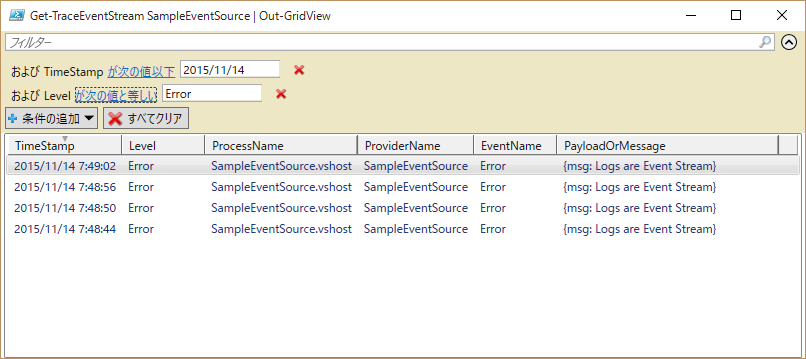 Get-TraceEventStream SampleEventSource | Out-GridView
フィルター
および TimeStamp が次の値以下 2015/11/14
および Level が次の値と等しい Error
条件の追加 すべてクリア
TimeStamp Level ProcessName ProviderName EventName PayloadOrMessage
2015/11/14 7:49:02 Error SampleEventSource.vshost SampleEventSource Error {msg: Logs are Event Stream}
2015/11/14 7:48:56 Error SampleEventSource.vshost SampleEventSource Error {msg: Logs are Event Stream}
2015/11/14 7:48:50 Error SampleEventSource.vshost SampleEventSource Error {msg: Logs are Event Stream}
2015/11/14 7:48:44 Error SampleEventSource.vshost SampleEventSource Error {msg: Logs are Event Stream}